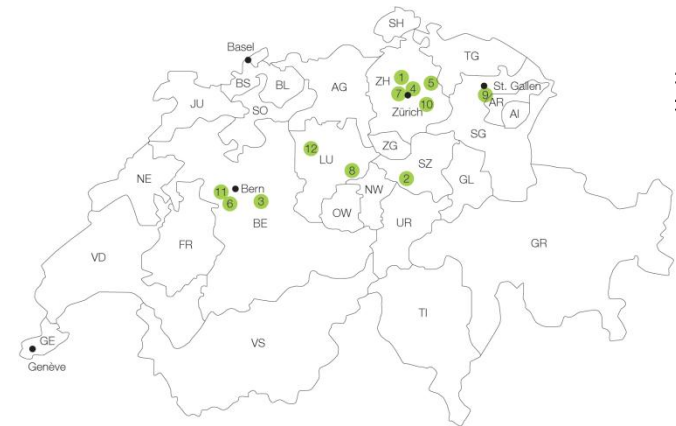 SH
Basel
TG
ZH
1
5
4
7
10
Zürich
St. Gallen
9
AR
AI
BS
BL
AG
JU
SO
SG
ZG
12
LU
8
SZ
2
GL
NE
Bern
11
6
3
BE
NW
OW
UR
GR
FR
VD
TI
VS
GE
Genève